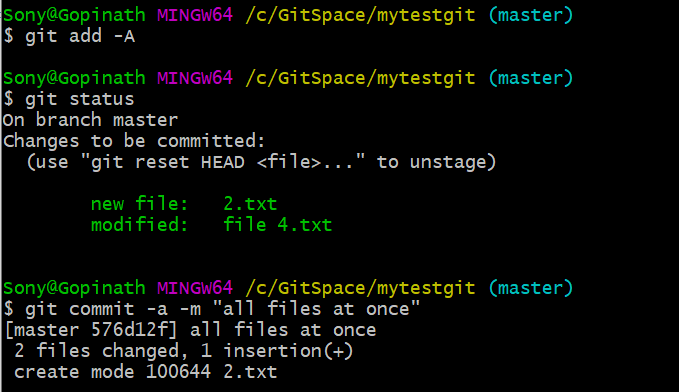 Sony@Gopinath MINGW64 /c/GitSpace/mytestgit (master)
$ git add -A
Sony@Gopinath MINGW64 /c/GitSpace/mytestgit (master)
$ git status
On branch master
Changes to be committed:
  (use "git reset HEAD <file>..." to unstage)
        new file:   2.txt
        modified:   file 4.txt
Sony@Gopinath MINGW64 /c/GitSpace/mytestgit (master)
$ git commit -a -m "all files at once"
[master 576d12f] all files at once
 2 files changed, 1 insertion(+)
 create mode 100644 2.txt